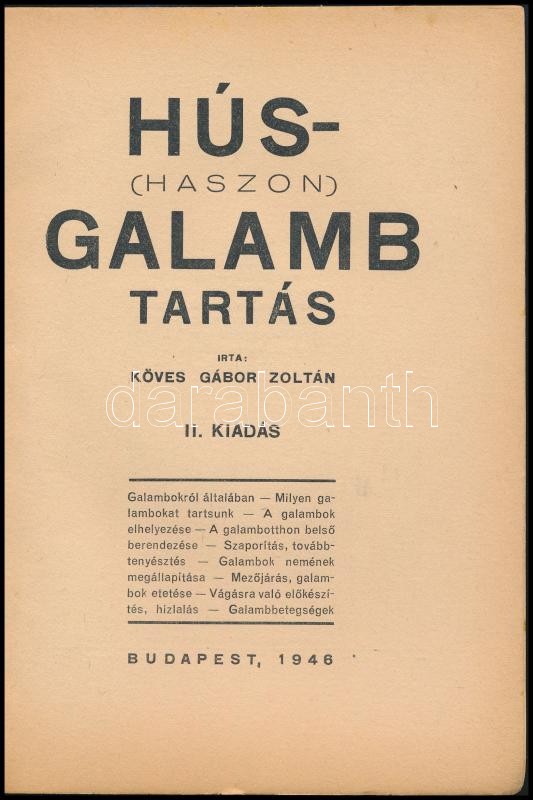 HÚS-
(HASZON)
GALAMB
TARTÁS
IRTA:
KÖVES GÁBOR ZOLTÁN
darabanth
II. KIADÁS
Galambokról általában — Milyen ga-
lambokat tartsunk — A galambok
elhelyezése — A galambotthon belső
berendezése — Szaporítás, tovább-
tenyésztés — Galambok nemének
megállapítása — Mezőjárás, galam-
bok etetése — Vágásra való előkészí-
tés, hizlalás — Galambbetegségek
BUDAPEST, 1946